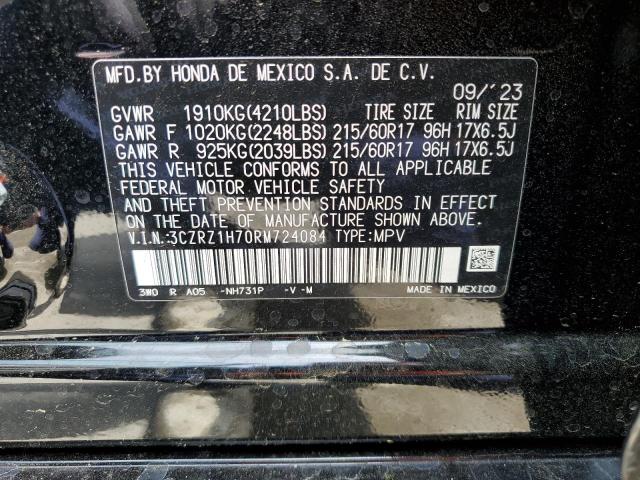 MFD.BY HONDA DE MEXICO S.A. DE C.V.
09/'23
GVWR 1910KG(4210LBS) TIRE SIZE RIM SIZE
GAWR F 1020KG(2248LBS) 215/60R17 96H 17X6.5J
GAWR R 925KG(2039LBS) 215/60R17 96H 17X6.5J
THIS VEHICLE CONFORMS TO ALL APPLICABLE
FEDERAL MOTOR VEHICLE SAFETY
AND THEFT PREVENTION STANDARDS IN EFFECT
ON THE DATE OF MANUFACTURE SHOWN ABOVE.
V.I.N.:3CZRZ1H70RM724084 TYPE:MPV
3W0 R A05 -NH731P -V-M MADE IN MEXICO